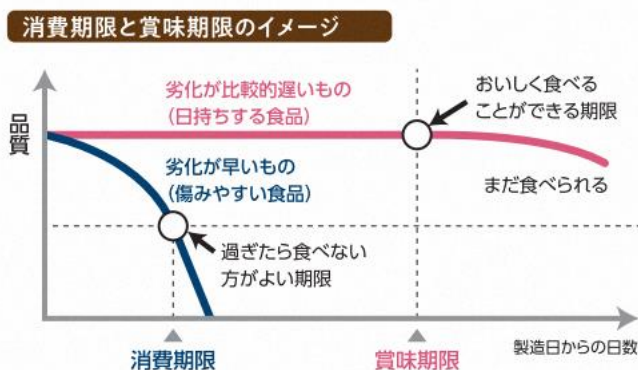 消費期限と賞味期限のイメージ
品質
劣化が比較的遅いもの
（日持ちする食品）
おいしく食べる
ことができる期限
劣化が早いもの
（傷みやすい食品）
まだ食べられる
過ぎたら食べない
方がよい期限
消費期限
賞味期限
製造日からの日数